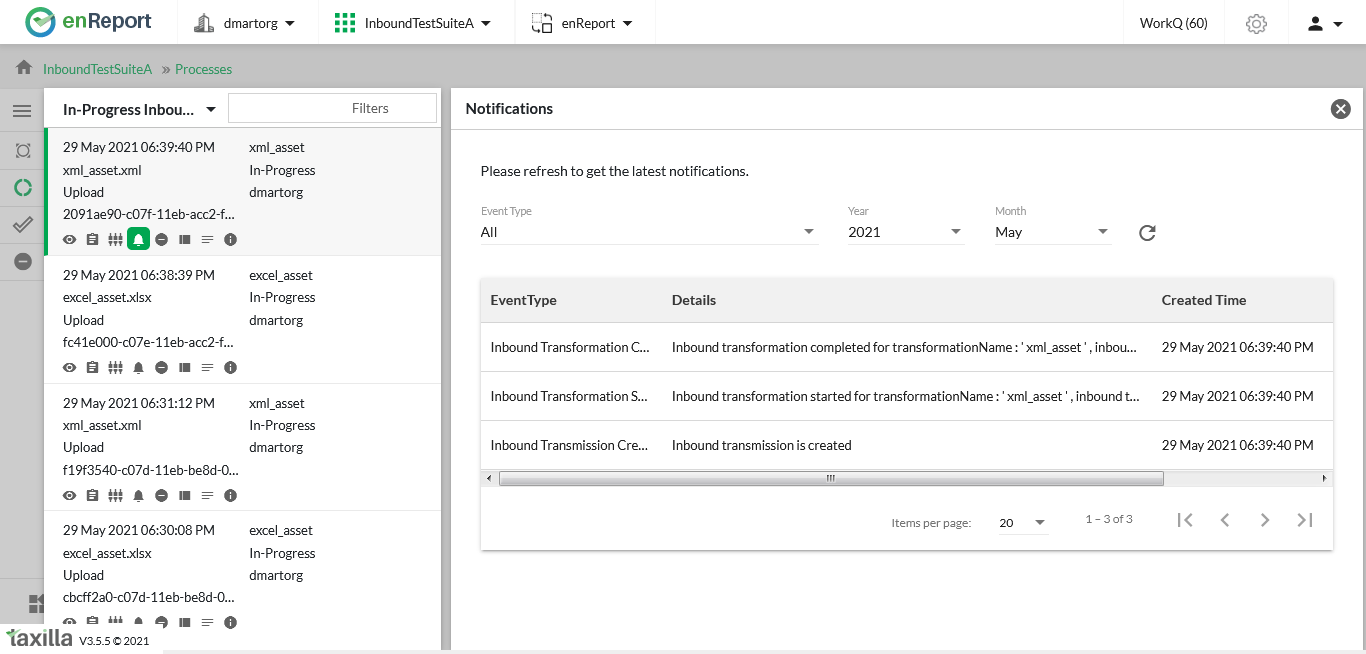 enReport dmartorg InboundTestSuiteA enReport WorkQ (60)
InboundTestSuiteA » Processes
In-Progress Inbou... Filters
29 May 2021 06:39:40 PM xml_asset
xml_asset.xml In-Progress
Upload dmartorg
2091ae90-c07f-11eb-acc2-f...
29 May 2021 06:38:39 PM excel_asset
excel_asset.xlsx In-Progress
Upload dmartorg
fc41e000-c07e-11eb-acc2-f...
29 May 2021 06:31:12 PM xml_asset
xml_asset.xml In-Progress
Upload dmartorg
f19f3540-c07d-11eb-be8d-0...
29 May 2021 06:30:08 PM excel_asset
excel_asset.xlsx In-Progress
Upload dmartorg
cbcff2a0-c07d-11eb-be8d-0...
taxilla V3.5.5 © 2021
Notifications
Please refresh to get the latest notifications.
Event Type Year Month
All 2021 May
EventType Details Created Time
Inbound Transformation C... Inbound transformation completed for transformationName : ' xml_asset ' , inbou... 29 May 2021 06:39:40 PM
Inbound Transformation S... Inbound transformation started for transformationName : ' xml_asset ' , inbound t... 29 May 2021 06:39:40 PM
Inbound Transmission Cre... Inbound transmission is created 29 May 2021 06:39:40 PM
Items per page: 20 1 – 3 of 3